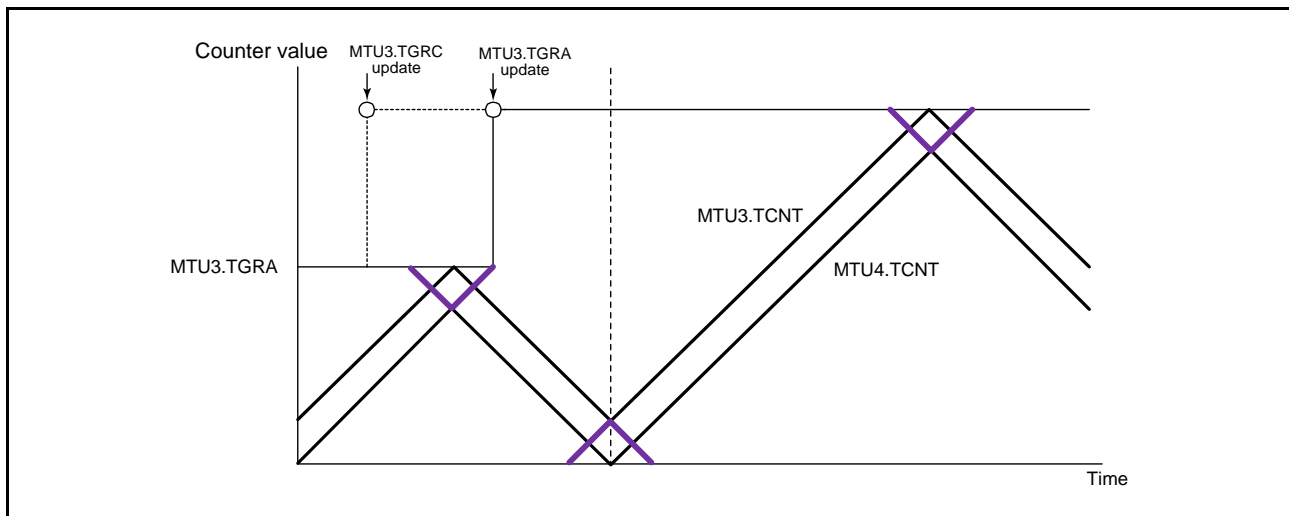 Counter value
MTU3.TGRC
update
MTU3.TGRA
update
MTU3.TCNT
MTU4.TCNT
MTU3.TGRA
Time